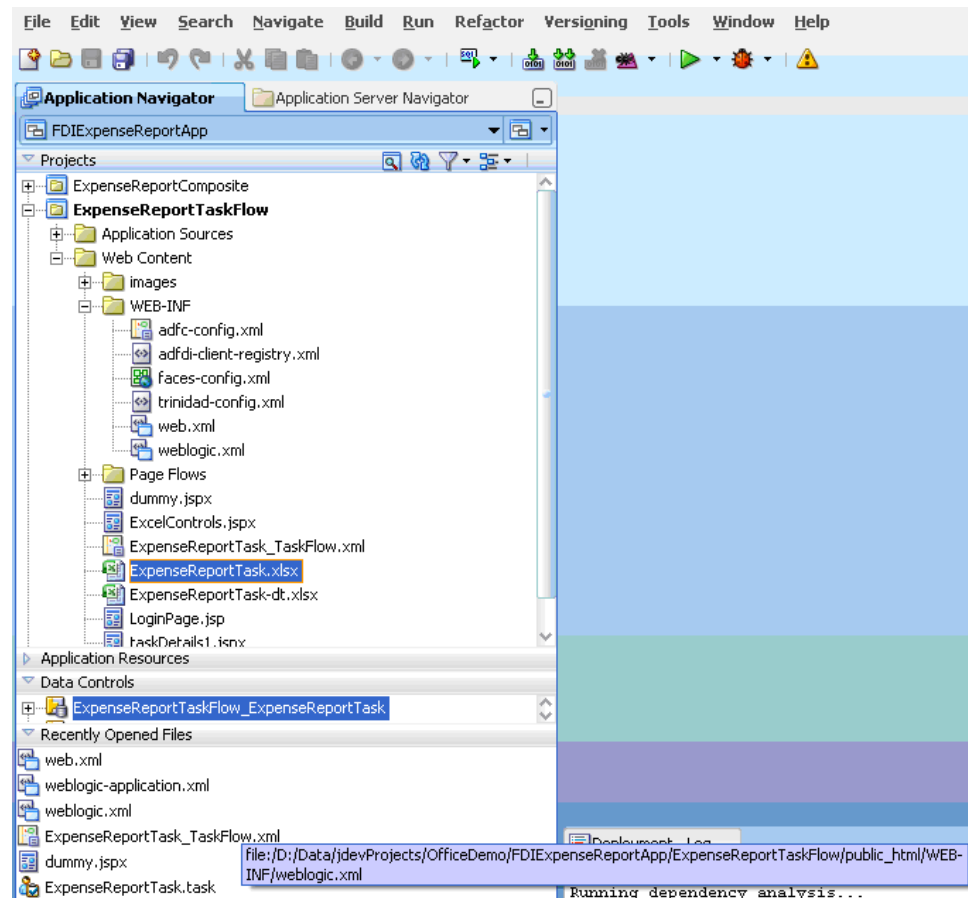 File Edit View Search Navigate Build Run Refactor Versioning Tools Window Help
Application Navigator Application Server Navigator
FDIExpenseReportApp
Projects
ExpenseReportComposite
ExpenseReportTaskFlow
Application Sources
Web Content
images
WEB-INF
adfc-config.xml
adfdi-client-registry.xml
faces-config.xml
trinidad-config.xml
web.xml
weblogic.xml
Page Flows
dummy.jspx
ExcelControls.jspx
ExpenseReportTask_TaskFlow.xml
ExpenseReportTask.xlsx
ExpenseReportTask-dt.xlsx
LoginPage.jsp
taskDetails1.jspx
Application Resources
Data Controls
ExpenseReportTaskFlow_ExpenseReportTask
Recently Opened Files
web.xml
weblogic-application.xml
weblogic.xml
ExpenseReportTask_TaskFlow.xml
Deployment - Log
dummy.jspx
file:/D:/Data/jdevProjects/OfficeDemo/FDIExpenseReportApp/ExpenseReportTaskFlow/public_html/WEB-
INF/weblogic.xml
ExpenseReportTask.task
Running dependency analysis...